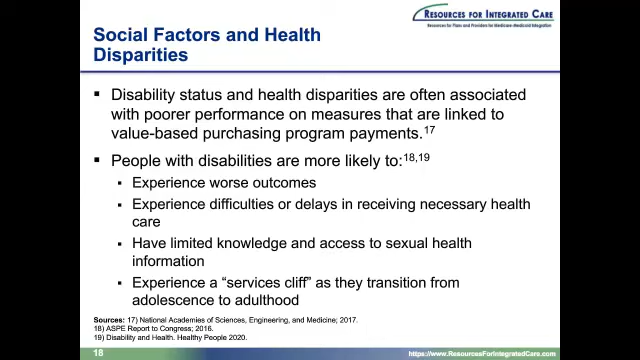 RESOURCES FOR INTEGRATED CARE
Resources for Plans and Providers for Medicare-Medicaid Integration
Social Factors and Health
Disparities
▪ Disability status and health disparities are often associated
with poorer performance on measures that are linked to
value-based purchasing program payments.17
▪ People with disabilities are more likely to:18,19
▪ Experience worse outcomes
▪ Experience difficulties or delays in receiving necessary health
care
▪ Have limited knowledge and access to sexual health
information
▪ Experience a “services cliff” as they transition from
adolescence to adulthood
Sources: 17) National Academies of Sciences, Engineering, and Medicine; 2017.
18) ASPE Report to Congress; 2016.
19) Disability and Health. Healthy People 2020.
18
https://www.ResourcesForIntegratedCare.com